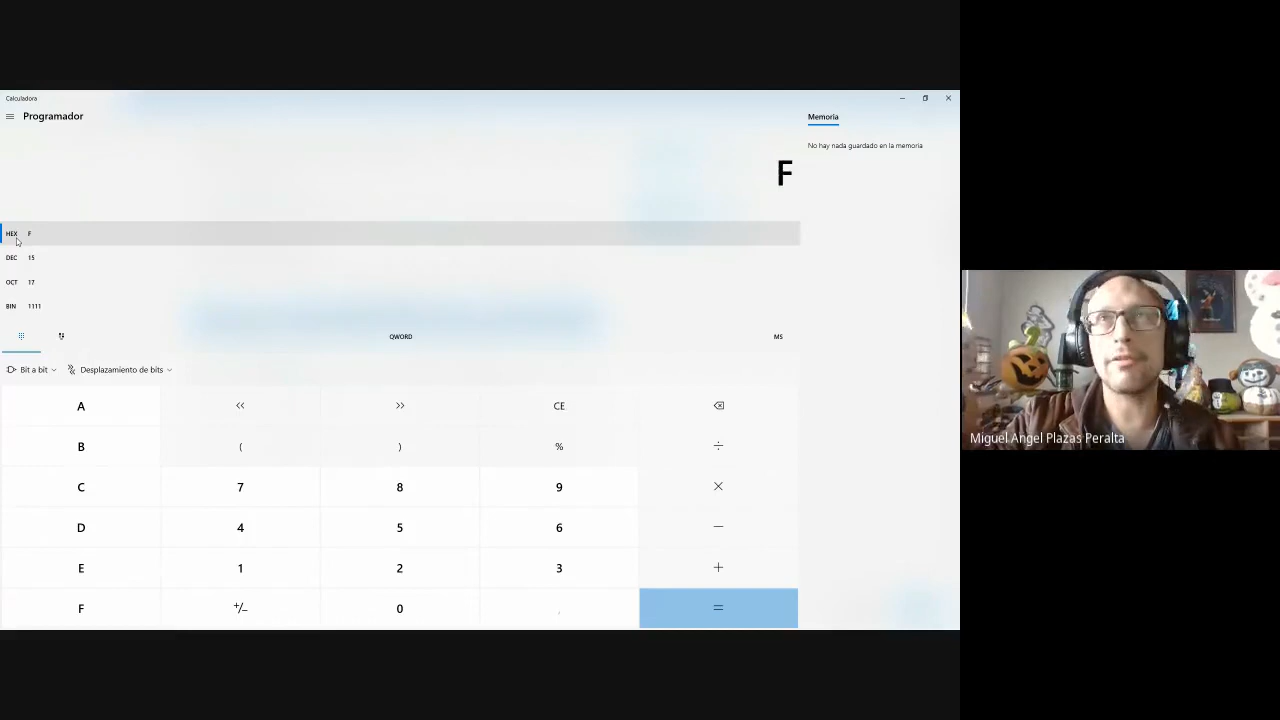 Calculadora
Programador
Memoria
No hay nada guardado en la memoria
F
HEX F
DEC 15
OCT 17
BIN 1111
QWORD
MS
Bit a bit
Desplazamiento de bits
A << >> CE
B ( ) % ÷
C 7 8 9 ×
D 4 5 6 −
E 1 2 3 +
F +/− 0 , =
Miguel Angel Plazas Peralta